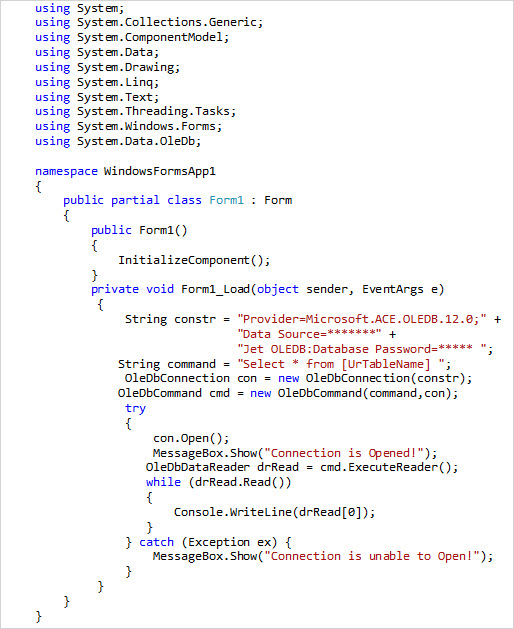 using System;
using System.Collections.Generic;
using System.ComponentModel;
using System.Data;
using System.Drawing;
using System.Linq;
using System.Text;
using System.Threading.Tasks;
using System.Windows.Forms;
using System.Data.OleDb;

namespace WindowsFormsApp1
{
    public partial class Form1 : Form
    {
        public Form1()
        {
            InitializeComponent();
        }
        private void Form1_Load(object sender, EventArgs e)
         {
             String constr = "Provider=Microsoft.ACE.OLEDB.12.0;" +
                             "Data Source=*******" +
                             "Jet OLEDB:Database Password=***** ";
            String command = "Select * from [UrTableName] ";
             OleDbConnection con = new OleDbConnection(constr);
            OleDbCommand cmd = new OleDbCommand(command,con);
             try
             {
                 con.Open();
                 MessageBox.Show("Connection is Opened!");
                OleDbDataReader drRead = cmd.ExecuteReader();
                while (drRead.Read())
                {
                    Console.WriteLine(drRead[0]);
                }
             } catch (Exception ex) {
                 MessageBox.Show("Connection is unable to Open!");
             }
         }
    }
}